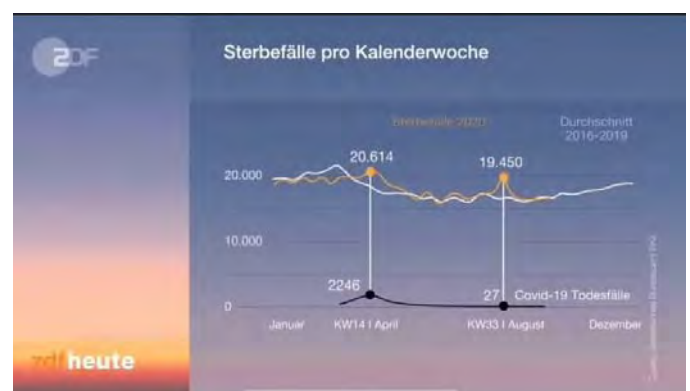 ZDF
Sterbefälle pro Kalenderwoche
Sterbefälle 2020
Durchschnitt
2016-2019
20.614
19.450
20.000
10.000
2246
27
Covid-19 Todesfälle
0
Januar
KW14 I April
KW33 I August
Dezember
zdfheute